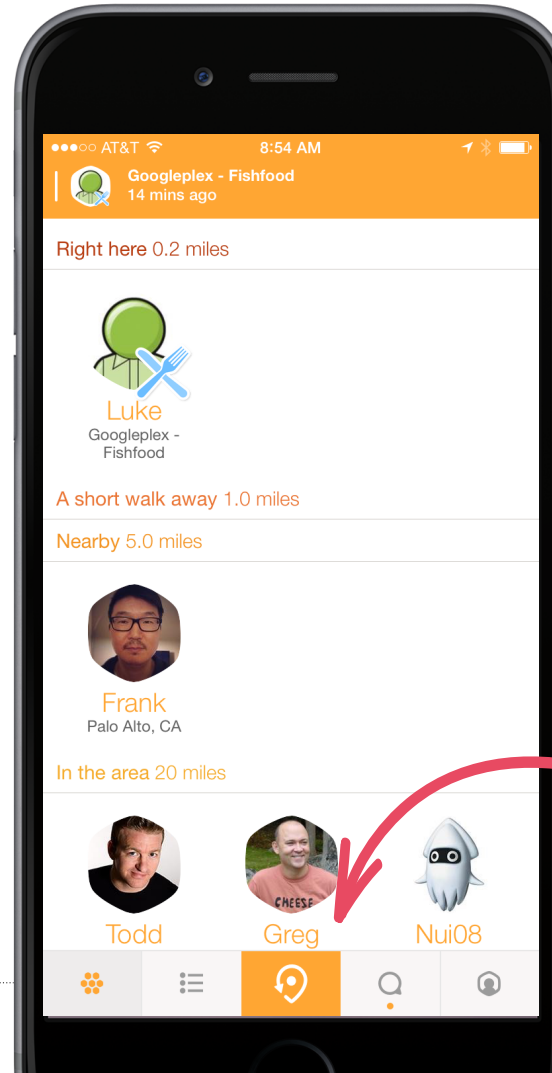 AT&T 8:54 AM
Googleplex - Fishfood
14 mins ago
Right here 0.2 miles
Luke
Googleplex -
Fishfood
A short walk away 1.0 miles
Nearby 5.0 miles
Frank
Palo Alto, CA
In the area 20 miles
CHEESE
Todd Greg Nui08